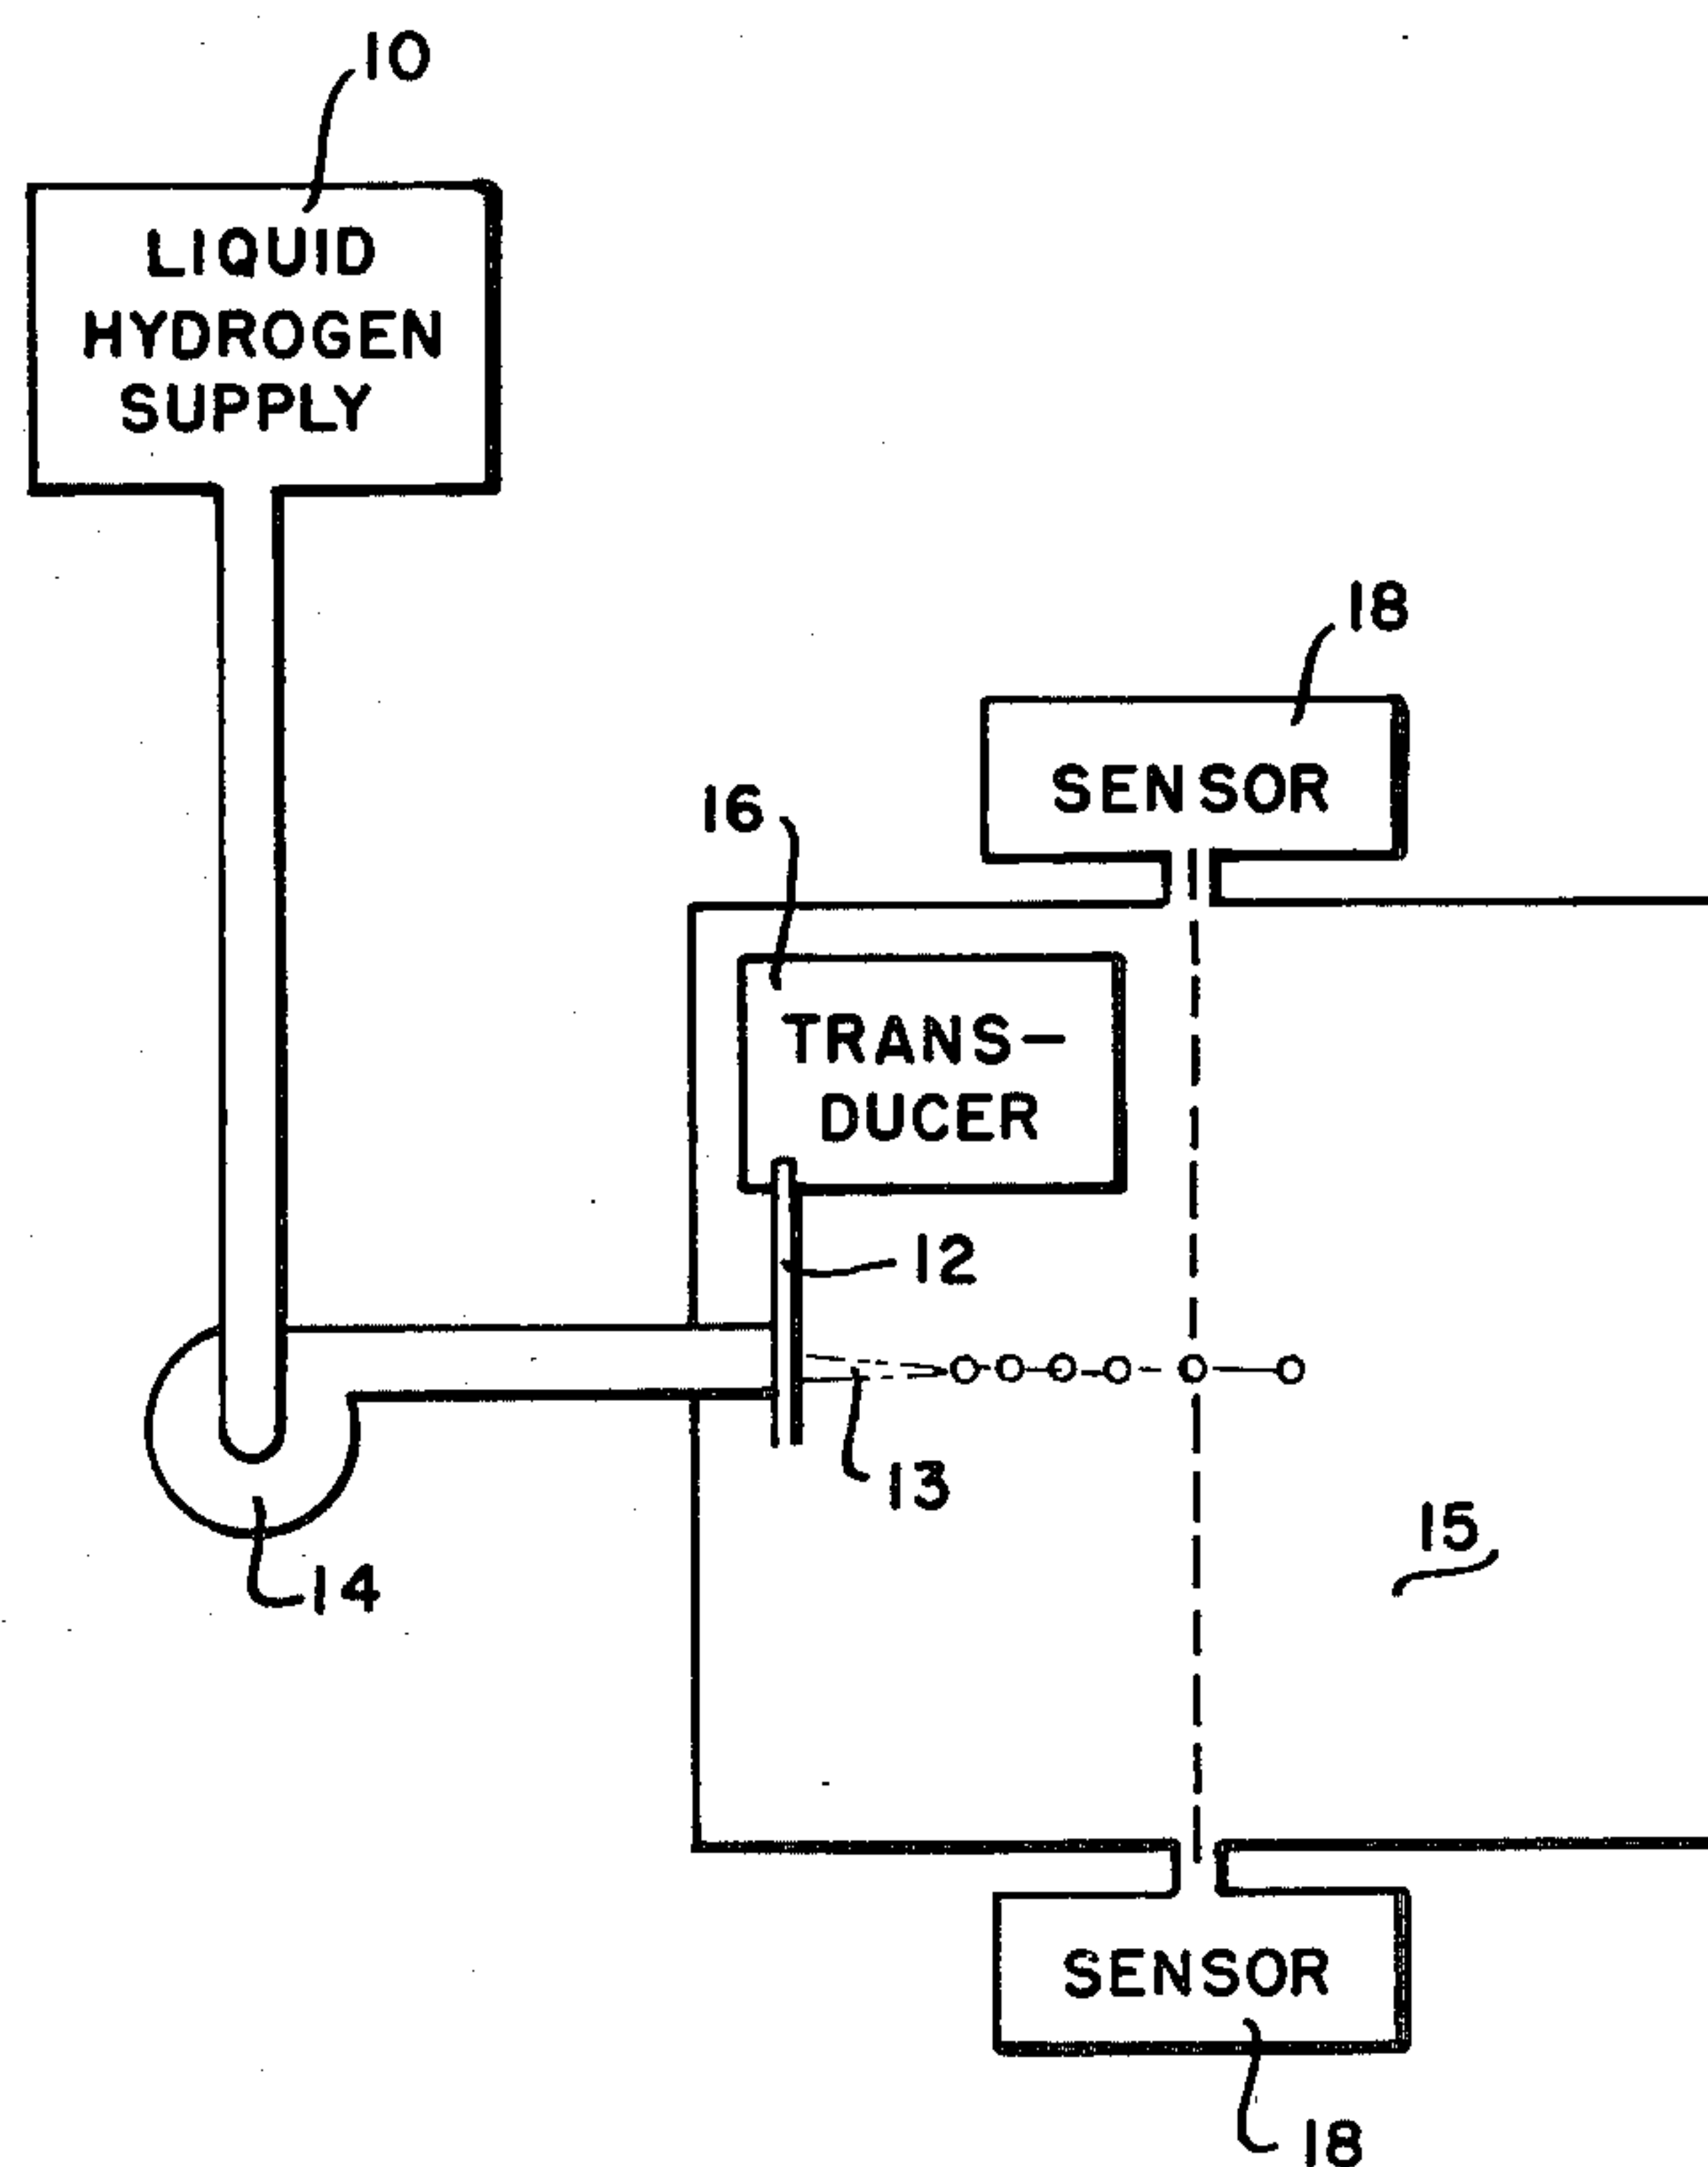 10
LIQUID
HYDROGEN
SUPPLY
18
SENSOR
16
TRANS-
DUCER
12
13
15
14
SENSOR
18